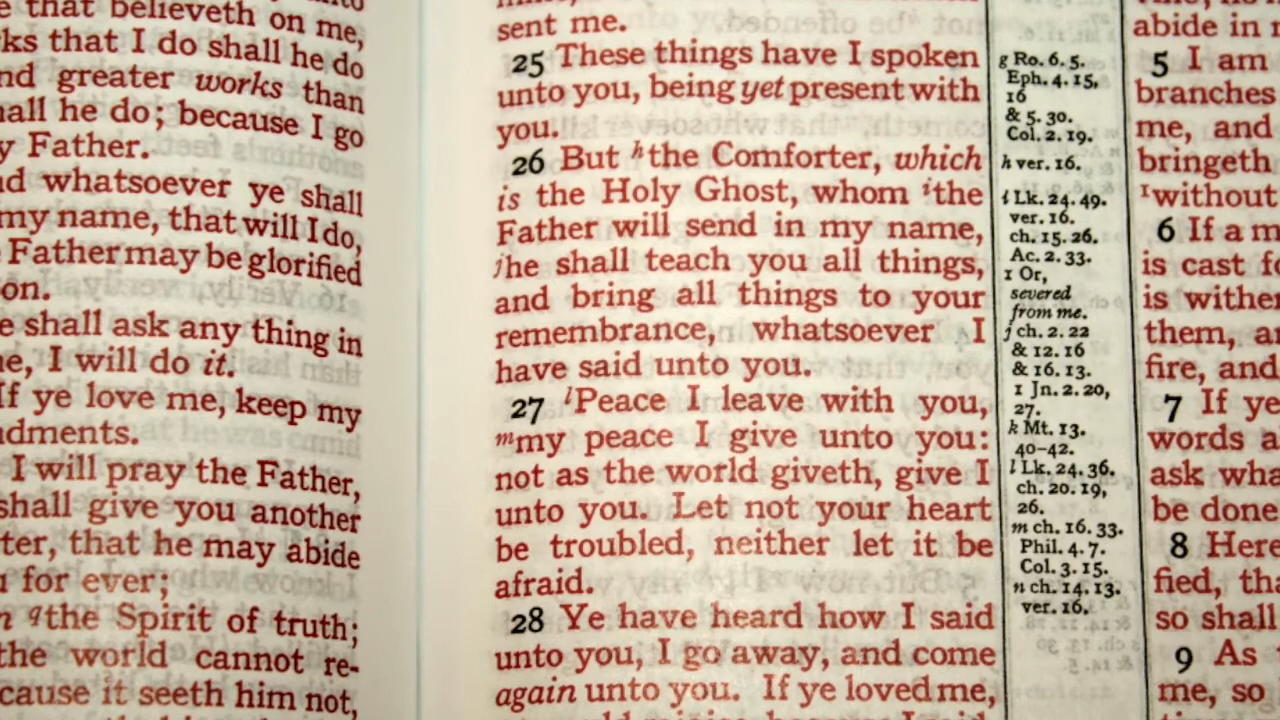 e that believeth on me,
ks that I do shall he do
nd greater works than
hall he do; because I go
y Father.
d whatsoever ye shall
my name, that will I do,
Father may be glorified
on.
e shall ask any thing in
e, I will do it.
If ye love me, keep my
dments.
I will pray the Father,
shall give you another
ter, that he may abide
for ever;
n q the Spirit of truth;
the world cannot re-
cause it seeth him not,
sent me.
25 These things have I spoken
unto you, being yet present with
you.
26 But h the Comforter, which
is the Holy Ghost, whom i the
Father will send in my name,
j he shall teach you all things,
and bring all things to your
remembrance, whatsoever I
have said unto you.
27 l Peace I leave with you,
m my peace I give unto you:
not as the world giveth, give I
unto you. Let not your heart
be troubled, neither let it be
afraid.
28 Ye have heard how I said
unto you, I go away, and come
again unto you. If ye loved me,
g Ro. 6. 5.
Eph. 4. 15,
16
& 5. 30.
Col. 2. 19.
h ver. 16.
i Lk. 24. 49.
ver. 16.
ch. 15. 26.
Ac. 2. 33.
1 Or,
severed
from me.
j ch. 2. 22
& 12. 16
& 16. 13.
1 Jn. 2. 20,
27.
k Mt. 13.
40-42.
l Lk. 24. 36.
ch. 20. 19,
26.
m ch. 16. 33.
Phil. 4. 7.
Col. 3. 15.
n ch. 14. 13.
ver. 16.
abide in
5 I am
branches
me, and
bringeth
1 without
6 If a m
is cast fo
is wither
them, an
fire, and
7 If ye
words a
ask wha
be done
8 Here
fied, tha
so shall
9 As
me, so